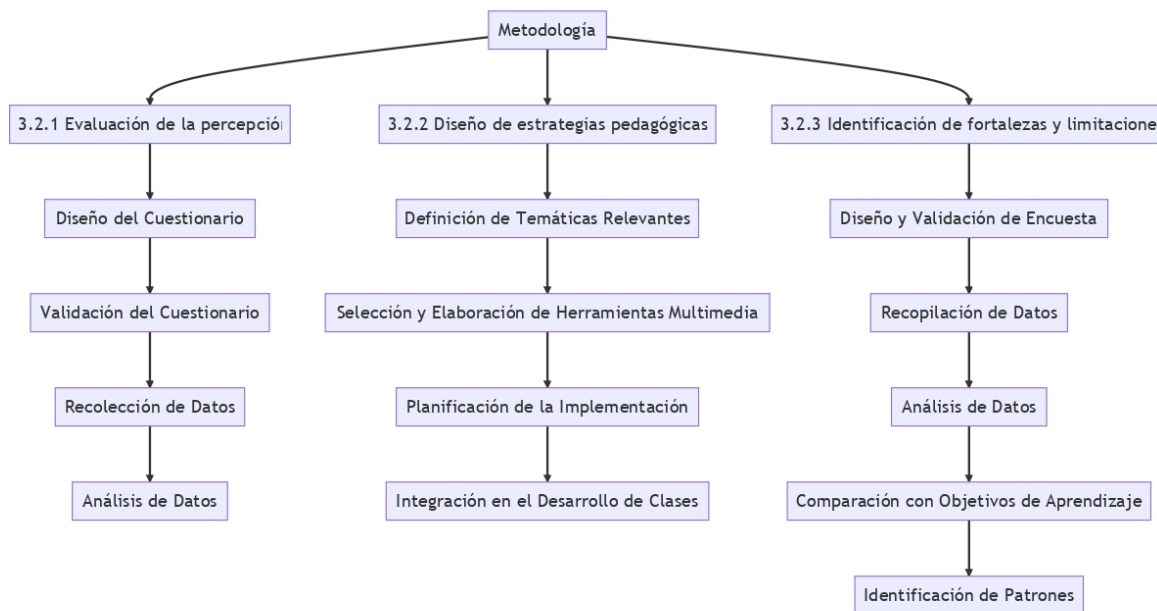 Metodología
3.2.1 Evaluación de la percepción
3.2.2 Diseño de estrategias pedagógicas
3.2.3 Identificación de fortalezas y limitacione
Diseño del Cuestionario
Definición de Temáticas Relevantes
Diseño y Validación de Encuesta
Validación del Cuestionario
Selección y Elaboración de Herramientas Multimedia
Recopilación de Datos
Recolección de Datos
Planificación de la Implementación
Análisis de Datos
Análisis de Datos
Integración en el Desarrollo de Clases
Comparación con Objetivos de Aprendizaje
Identificación de Patrones